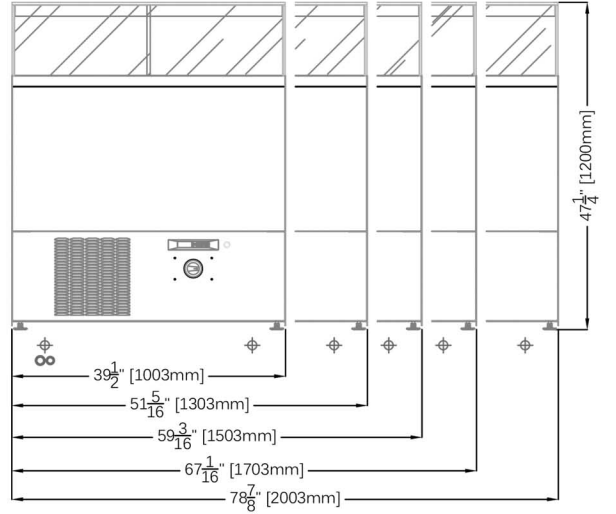 47 1/4" [1200mm]
39 1/2" [1003mm]
51 5/16" [1303mm]
59 3/16" [1503mm]
67 1/16" [1703mm]
78 7/8" [2003mm]